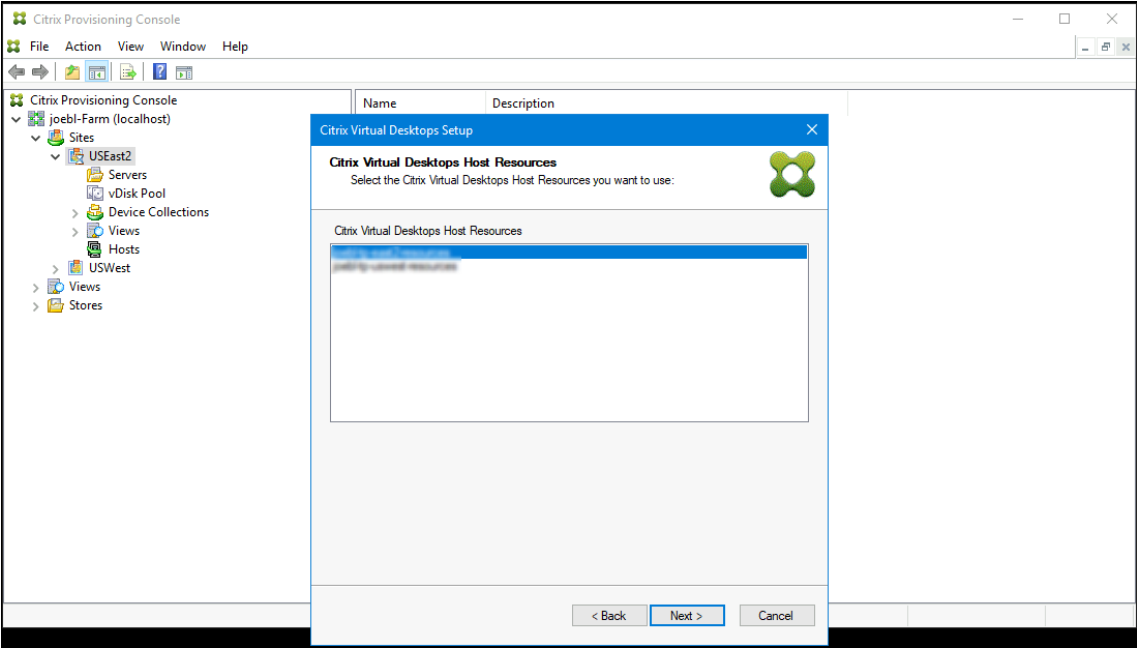 Citrix Provisioning Console
File Action View Window Help
Citrix Provisioning Console
joebl-Farm (localhost)
Sites
USEast2
Servers
vDisk Pool
Device Collections
Views
Hosts
USWest
Views
Stores
Name Description
Citrix Virtual Desktops Setup
Citrix Virtual Desktops Host Resources
Select the Citrix Virtual Desktops Host Resources you want to use:
Citrix Virtual Desktops Host Resources
< Back Next > Cancel